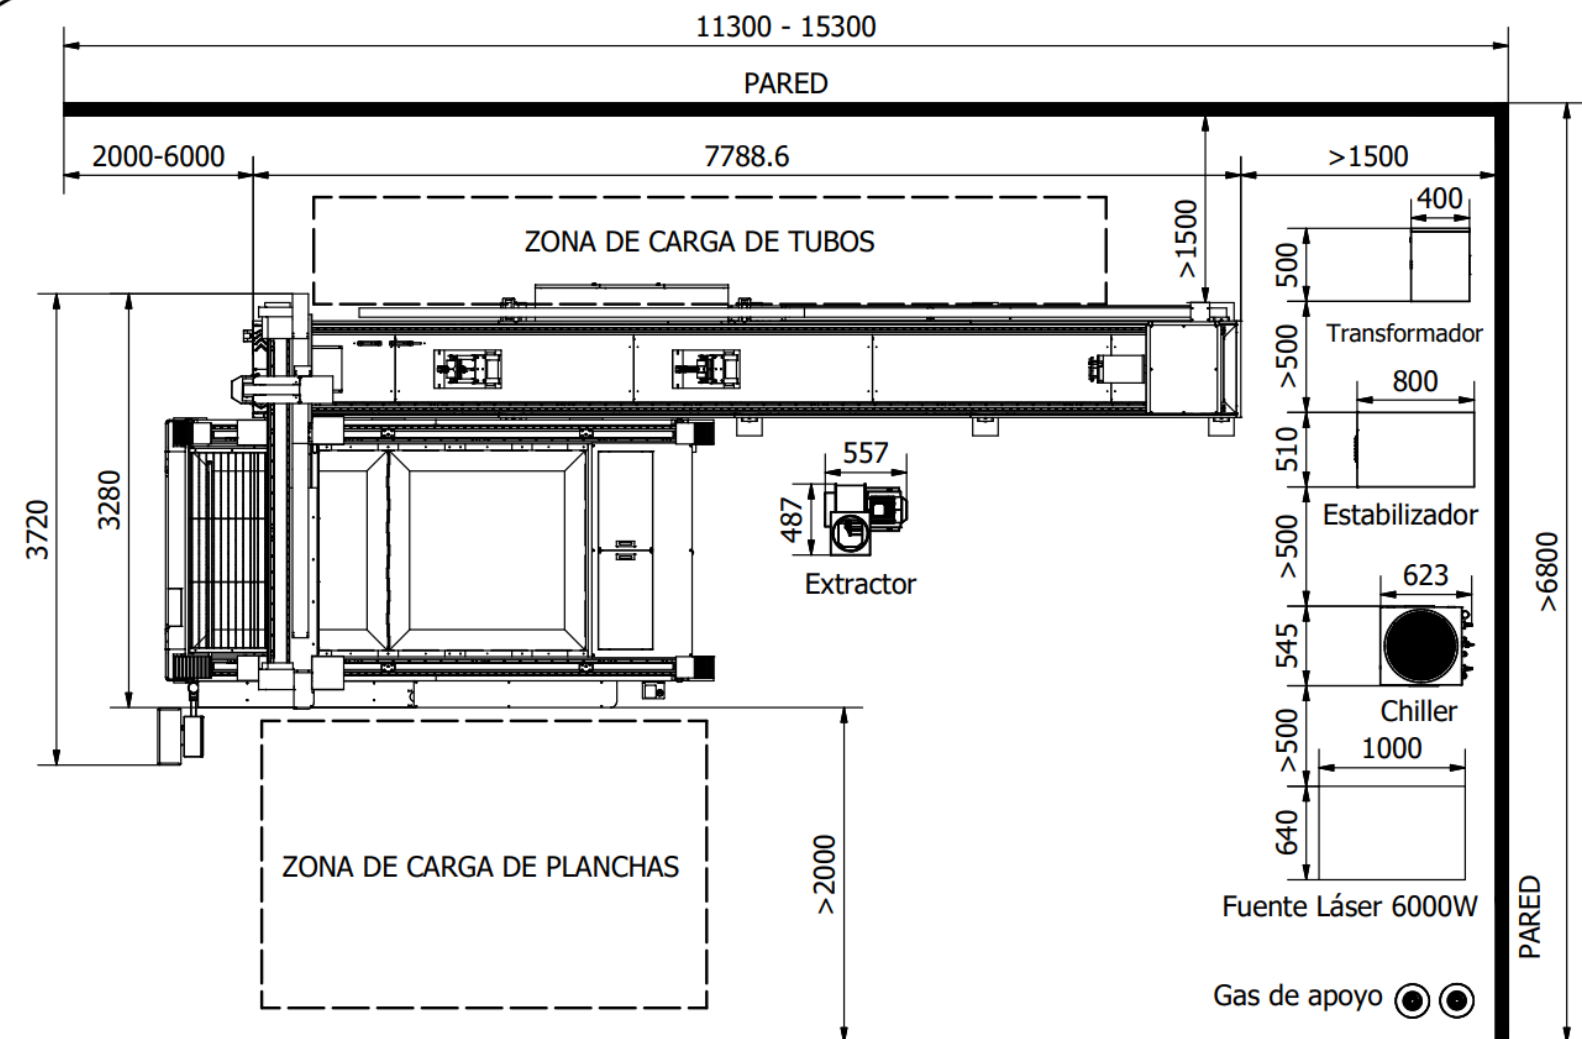 11300 - 15300
PARED
2000-6000
7788.6
>1500
400
>1500
ZONA DE CARGA DE TUBOS
500
Transformador
>500
800
557
510
487
3280
3720
Estabilizador
>500
Extractor
623
>6800
545
Chiller
>500
1000
640
ZONA DE CARGA DE PLANCHAS
>2000
Fuente Láser 6000W
PARED
Gas de apoyo